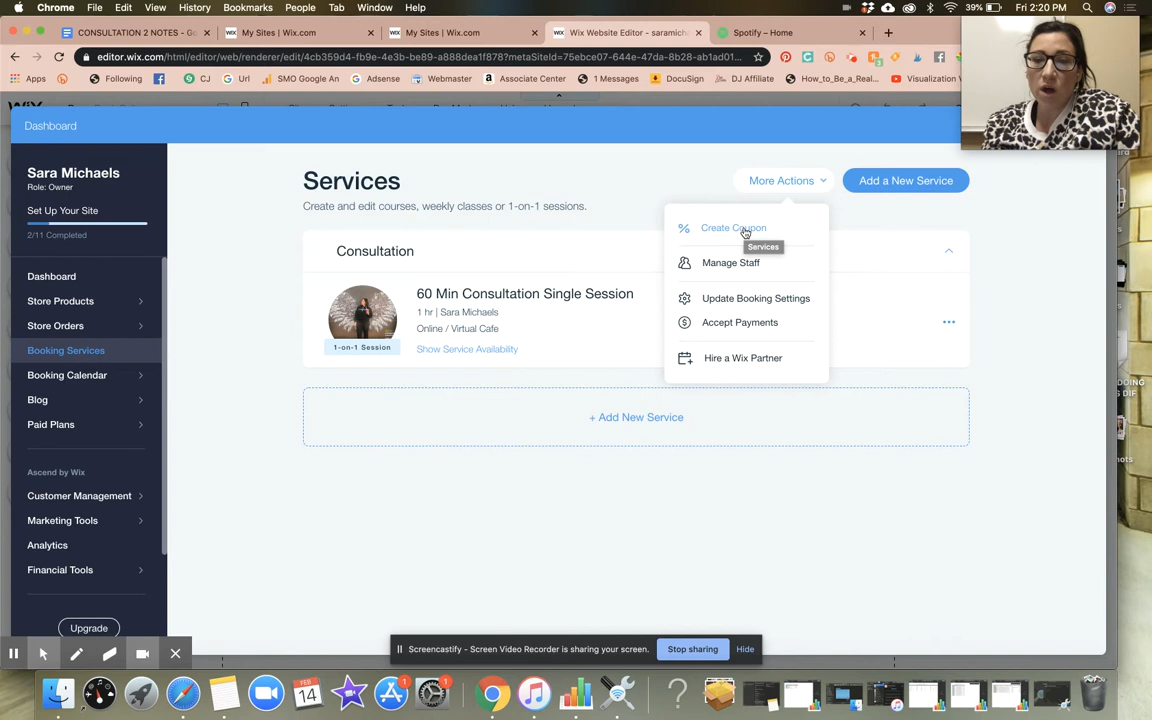 Chrome File Edit View History Bookmarks People Tab Window Help 39% Fri 2:20 PM
CONSULTATION 2 NOTES - Go × My Sites | Wix.com × My Sites | Wix.com × Wix Website Editor - saramich × Spotify – Home × +
editor.wix.com/html/editor/web/renderer/edit/4cb359d4-fb9e-4e3b-be89-a888dea1f878?metaSiteId=75ebce07-644e-47da-8b28-ab1ad01...
Apps Following CJ Url SMO Google An Adsense Webmaster Associate Center 1 Messages DocuSign DJ Affiliate How_to_Be_a_Real... Visualization
Dashboard
Sara Michaels
Role: Owner
Set Up Your Site
2/11 Completed
Dashboard
Store Products
Store Orders
Booking Services
Booking Calendar
Blog
Paid Plans
Ascend by Wix
Customer Management
Marketing Tools
Analytics
Financial Tools
Upgrade
Services
Create and edit courses, weekly classes or 1-on-1 sessions.
More Actions
Add a New Service
Create Coupon
Services
Manage Staff
Update Booking Settings
Accept Payments
Hire a Wix Partner
Consultation
60 Min Consultation Single Session
1 hr | Sara Michaels
Online / Virtual Cafe
1-on-1 Session
Show Service Availability
+ Add New Service
Screencastify - Screen Video Recorder is sharing your screen. Stop sharing Hide
FEB
14